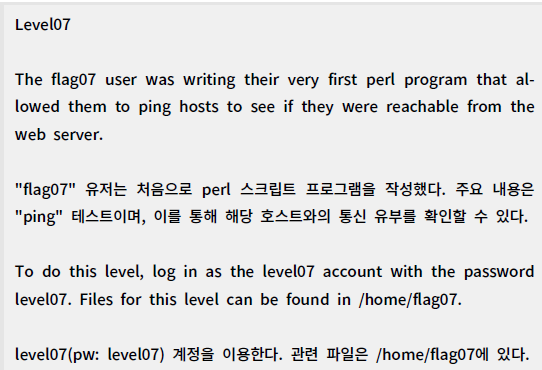 Level07
The flag07 user was writing their very first perl program that al-
lowed them to ping hosts to see if they were reachable from the
web server.
"flag07" 유저는 처음으로 perl 스크립트 프로그램을 작성했다. 주요 내용은
"ping" 테스트이며, 이를 통해 해당 호스트와의 통신 유부를 확인할 수 있다.
To do this level, log in as the level07 account with the password
level07. Files for this level can be found in /home/flag07.
level07(pw: level07) 계정을 이용한다. 관련 파일은 /home/flag07에 있다.